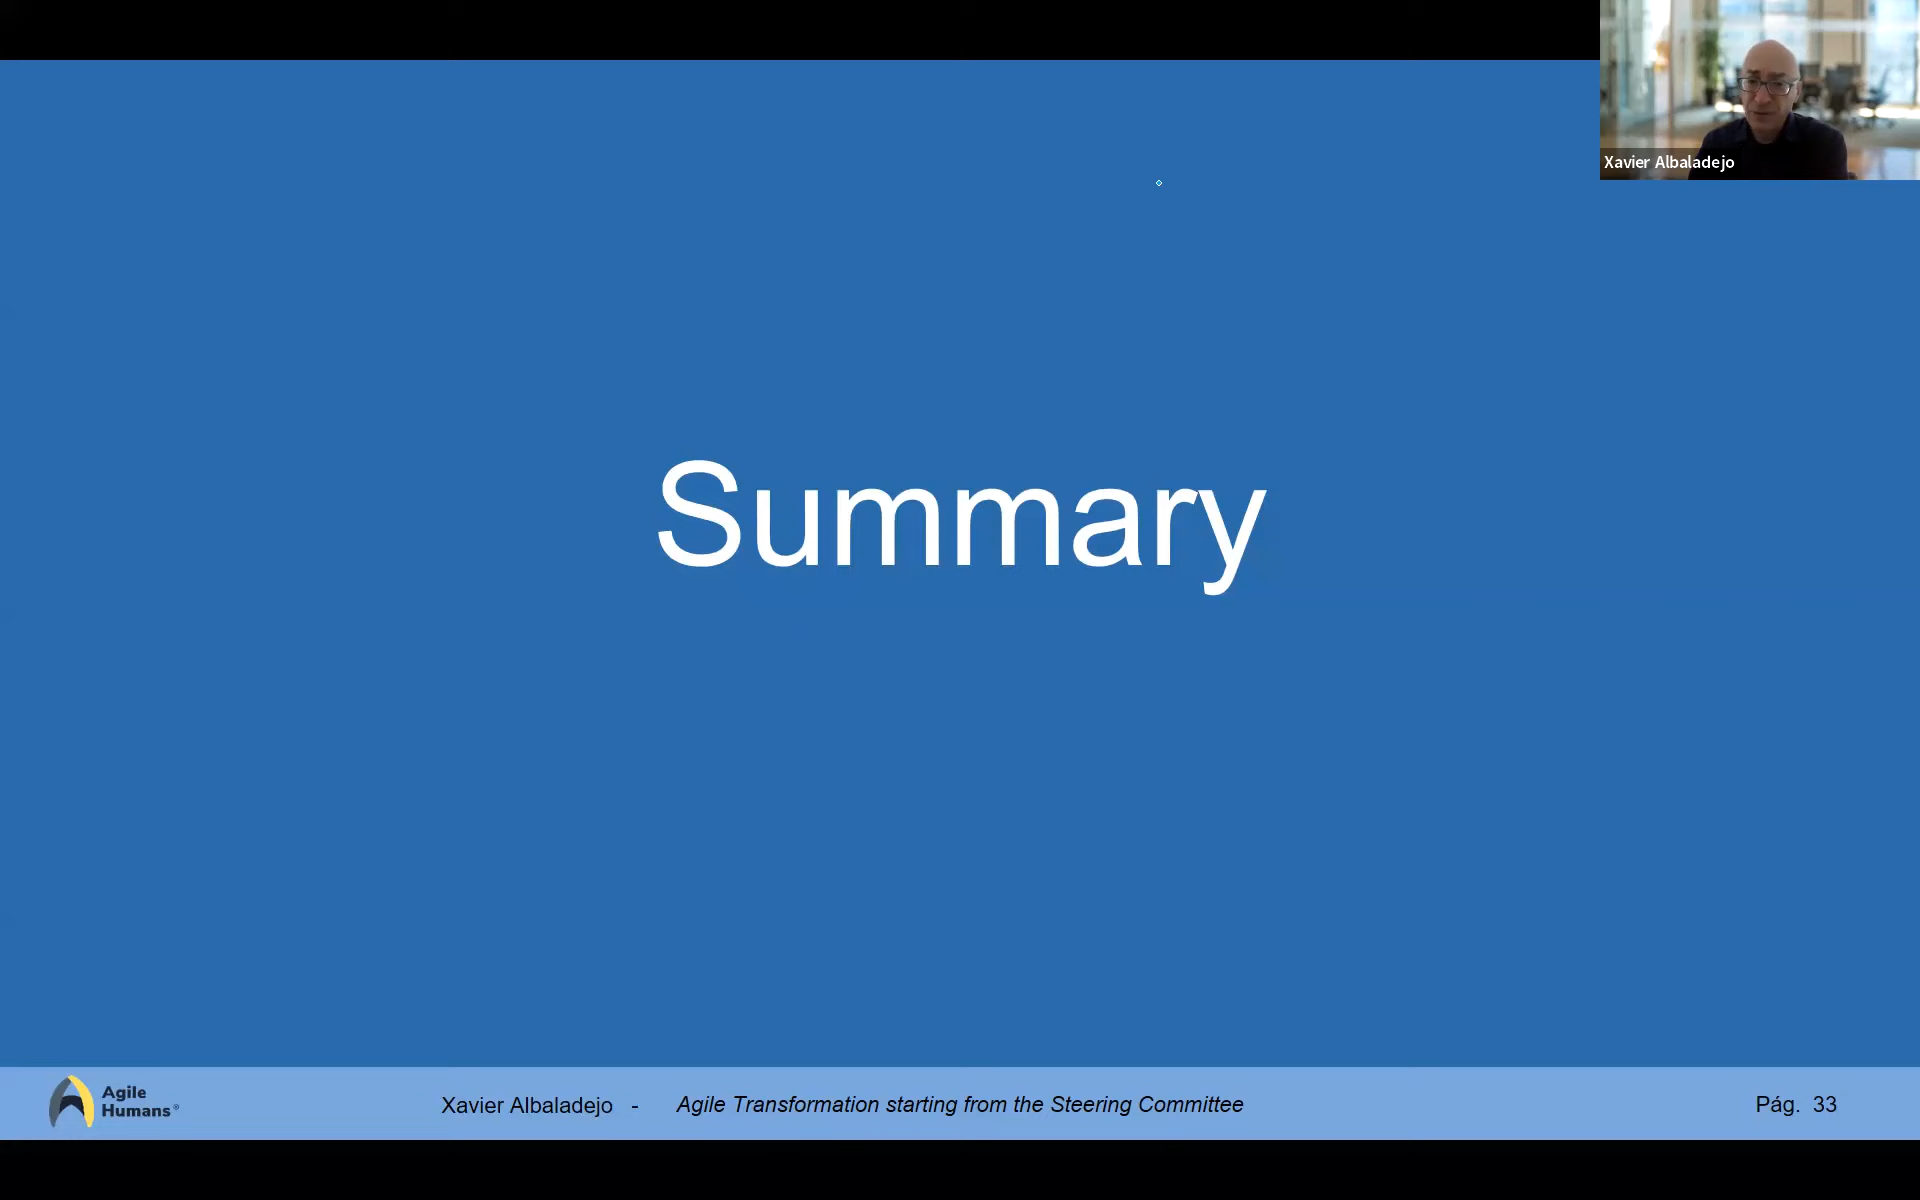 Xavier Albaladejo
Summary
Agile
Humans®
Xavier Albaladejo - Agile Transformation starting from the Steering Committee
Pág. 33